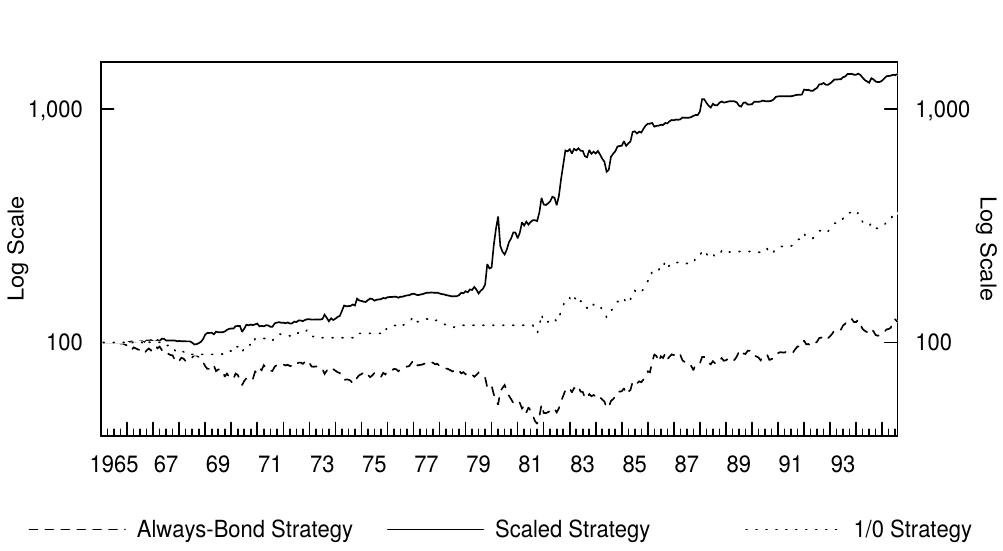 1,000 1,000
Log Scale Log Scale
100 100
1965 67 69 71 73 75 77 79 81 83 85 87 89 91 93
Always-Bond Strategy Scaled Strategy 1/0 Strategy